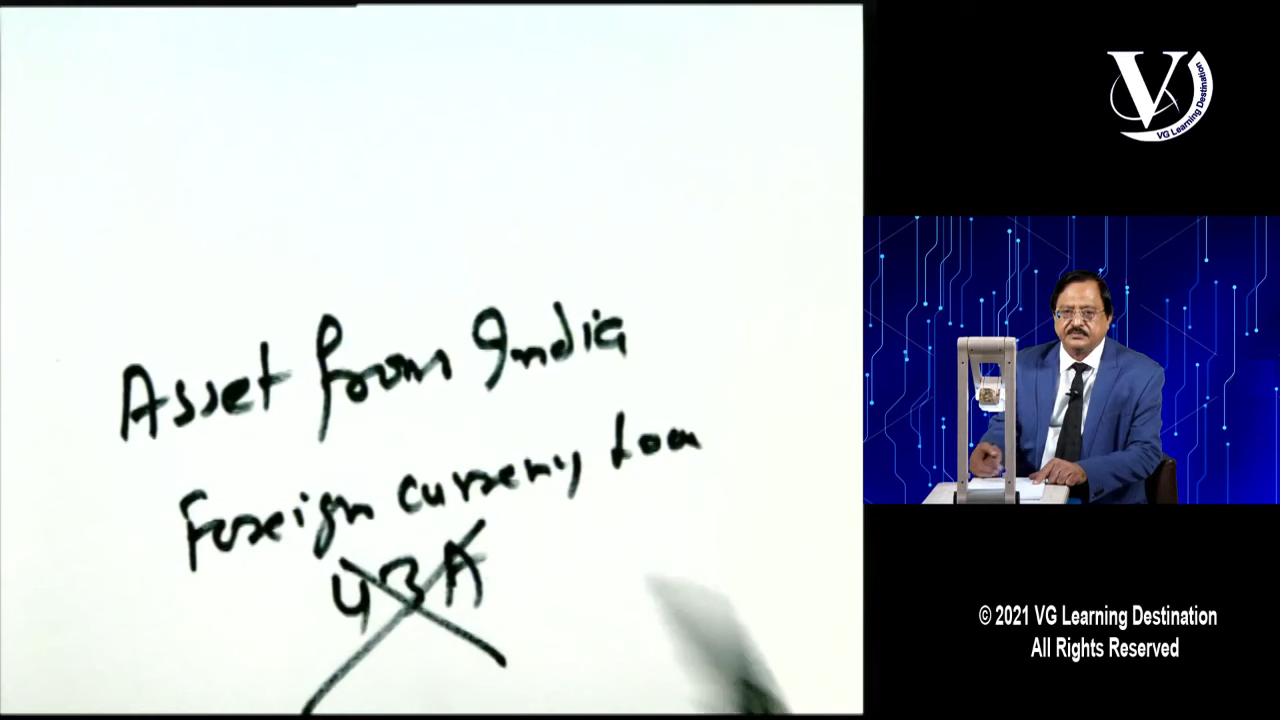 V
VG Learning Destination
Asset from India
Foreign currency loan
43A
© 2021 VG Learning Destination
All Rights Reserved